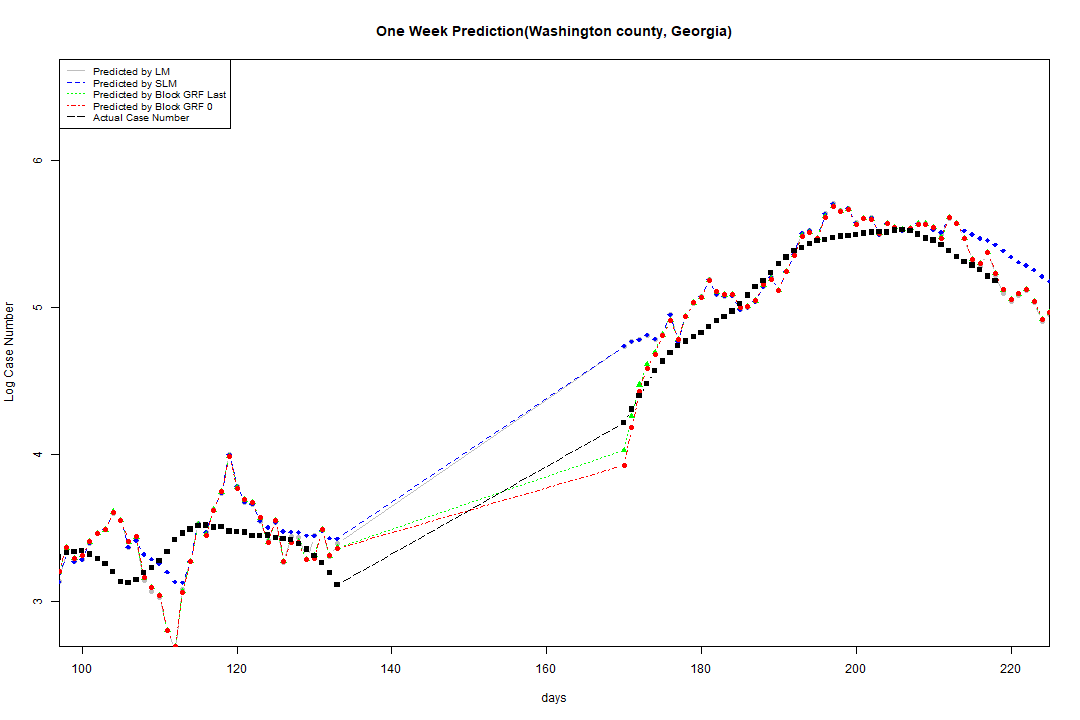 One Week Prediction(Washington county, Georgia)
Predicted by LM
Predicted by SLM
Predicted by Block GRF Last
Predicted by Block GRF 0
Actual Case Number
6
5
4
3
Log Case Number
100 120 140 160 180 200 220
days